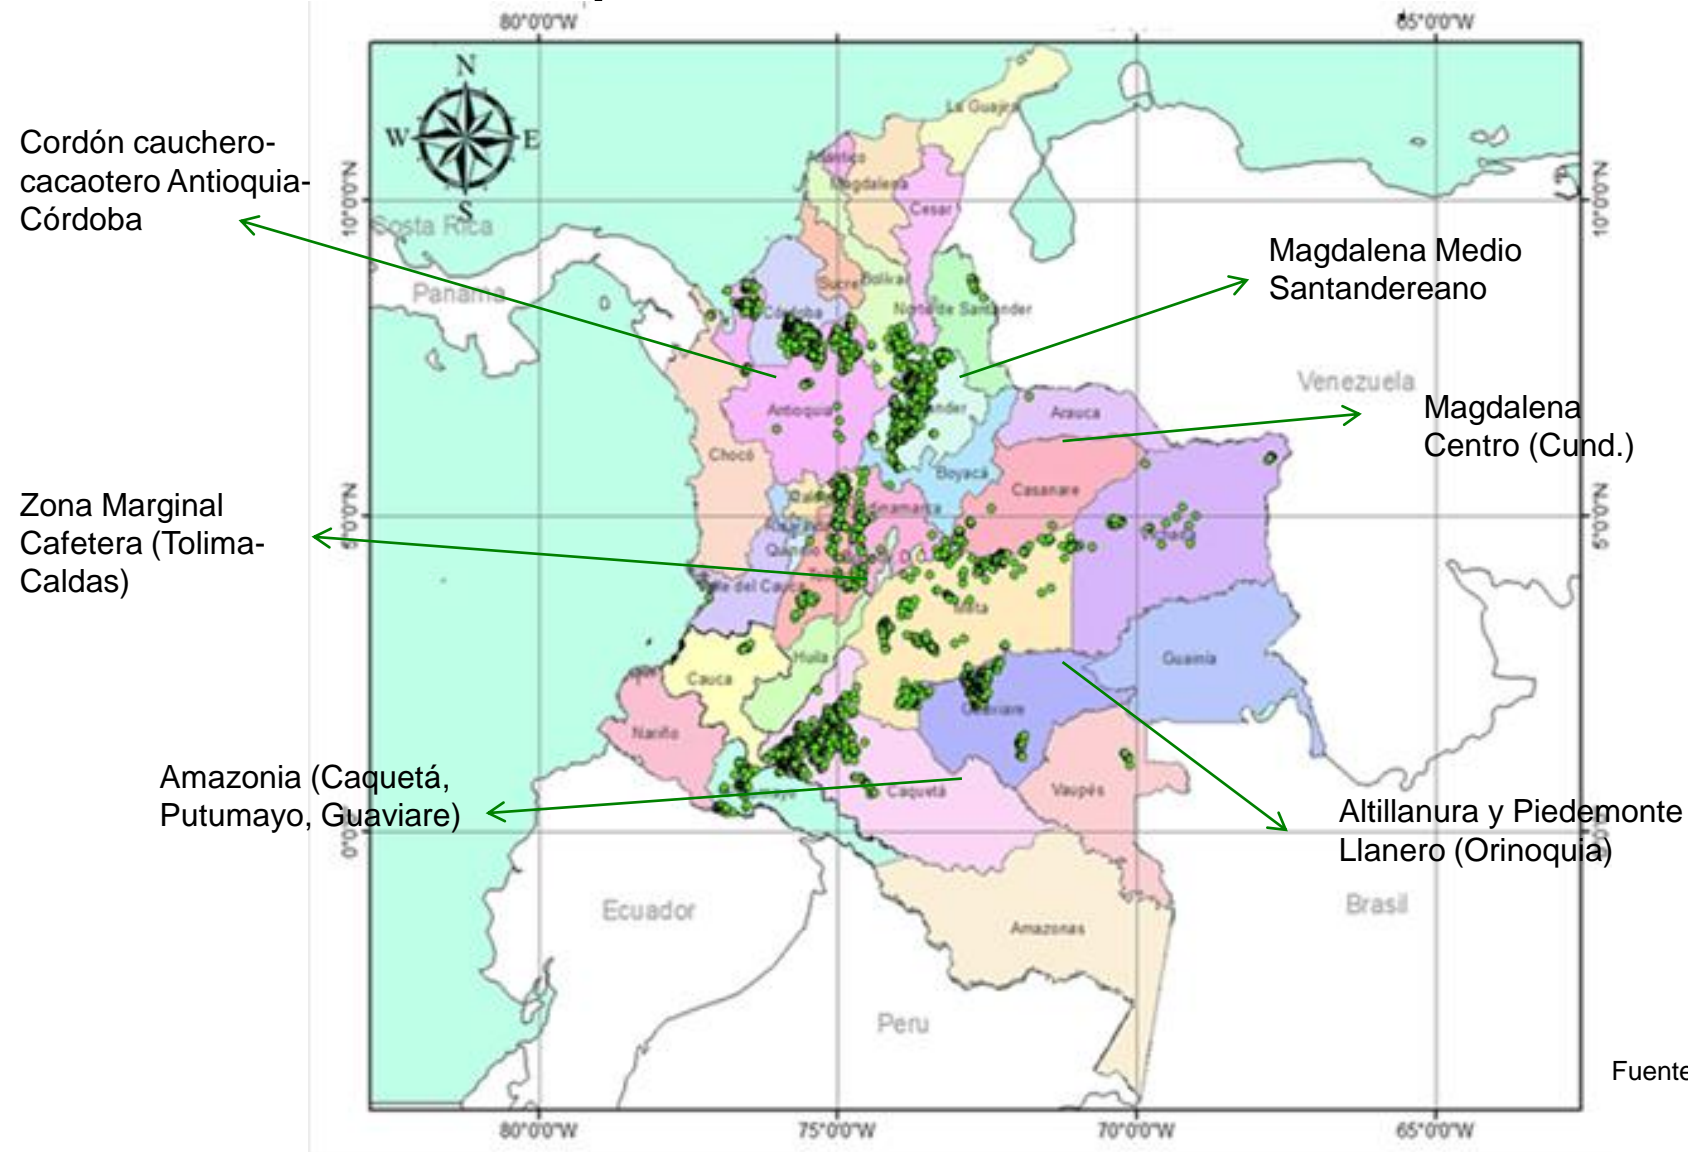 80°0'0"W
65°0'0"W
N
W
E
S
10°0'0"N
10°0'0"N
Cordón cauchero-
cacaotero Antioquia-
Córdoba
Costa Rica
Panama
La Guajira
Atlántico
Magdalena
Cesar
Sucre
Bolívar
Norte de Santander
Córdoba
Magdalena Medio
Santandereano
Venezuela
Antioquia
Arauca
Magdalena
Centro (Cund.)
Chocó
Boyacá
Casanare
Zona Marginal
Cafetera (Tolima-
Caldas)
5°0'0"N
5°0'0"N
Valle del Cauca
Meta
Huila
Cauca
Guainía
Nariño
Guaviare
Amazonia (Caquetá,
Putumayo, Guaviare)
Caquetá
Vaupés
Altillanura y Piedemonte
Llanero (Orinoquia)
Ecuador
Brasil
Amazonas
Peru
Fuente
80°0'0"W
75°0'0"W
70°0'0"W
65°0'0"W